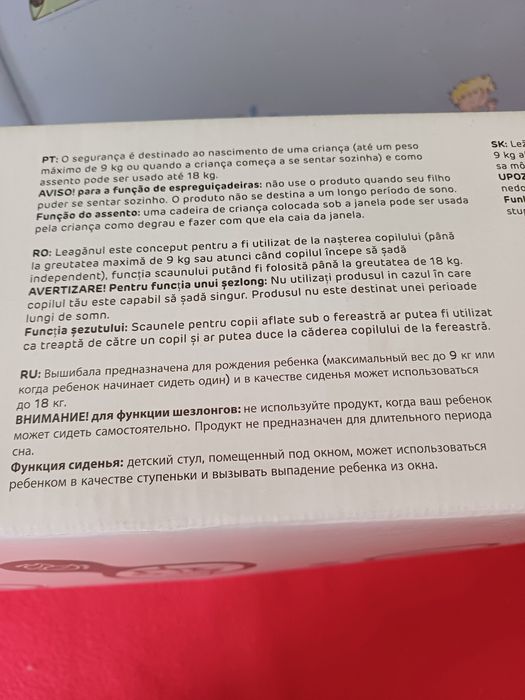 PT: O segurança é destinado ao nascimento de uma criança (até um peso
máximo de 9 kg ou quando a criança começa a se sentar sozinha) e como
assento pode ser usado até 18 kg.
AVISO! para a função de espreguiçadeiras: não use o produto quando seu filho
puder se sentar sozinho. O produto não se destina a um longo período de sono.
Função do assento: uma cadeira de criança colocada sob a janela pode ser usada
pela criança como degrau e fazer com que ela caia da janela.
RO: Leagănul este conceput pentru a fi utilizat de la nașterea copilului (până
la greutatea maximă de 9 kg sau atunci când copilul începe să șadă
independent), funcția scaunului putând fi folosită până la greutatea de 18 kg.
AVERTIZARE! Pentru funcția unui șezlong: Nu utilizați produsul in cazul în care
copilul tău este capabil să șadă singur. Produsul nu este destinat unei perioade
lungi de somn.
Funcția șezutului: Scaunele pentru copii aflate sub o fereastră ar putea fi utilizat
ca treaptă de către un copil și ar putea duce la căderea copilului de la fereastră.
RU: Вышибала предназначена для рождения ребенка (максимальный вес до 9 кг или
когда ребенок начинает сидеть один) и в качестве сиденья может использоваться
до 18 кг.
ВНИМАНИЕ! для функции шезлонгов: не используйте продукт, когда ваш ребенок
может сидеть самостоятельно. Продукт не предназначен для длительного периода
сна.
Функция сиденья: детский стул, помещенный под окном, может использоваться
ребенком в качестве ступеньки и вызывать выпадение ребенка из окна.
SK:
9 kg
sa